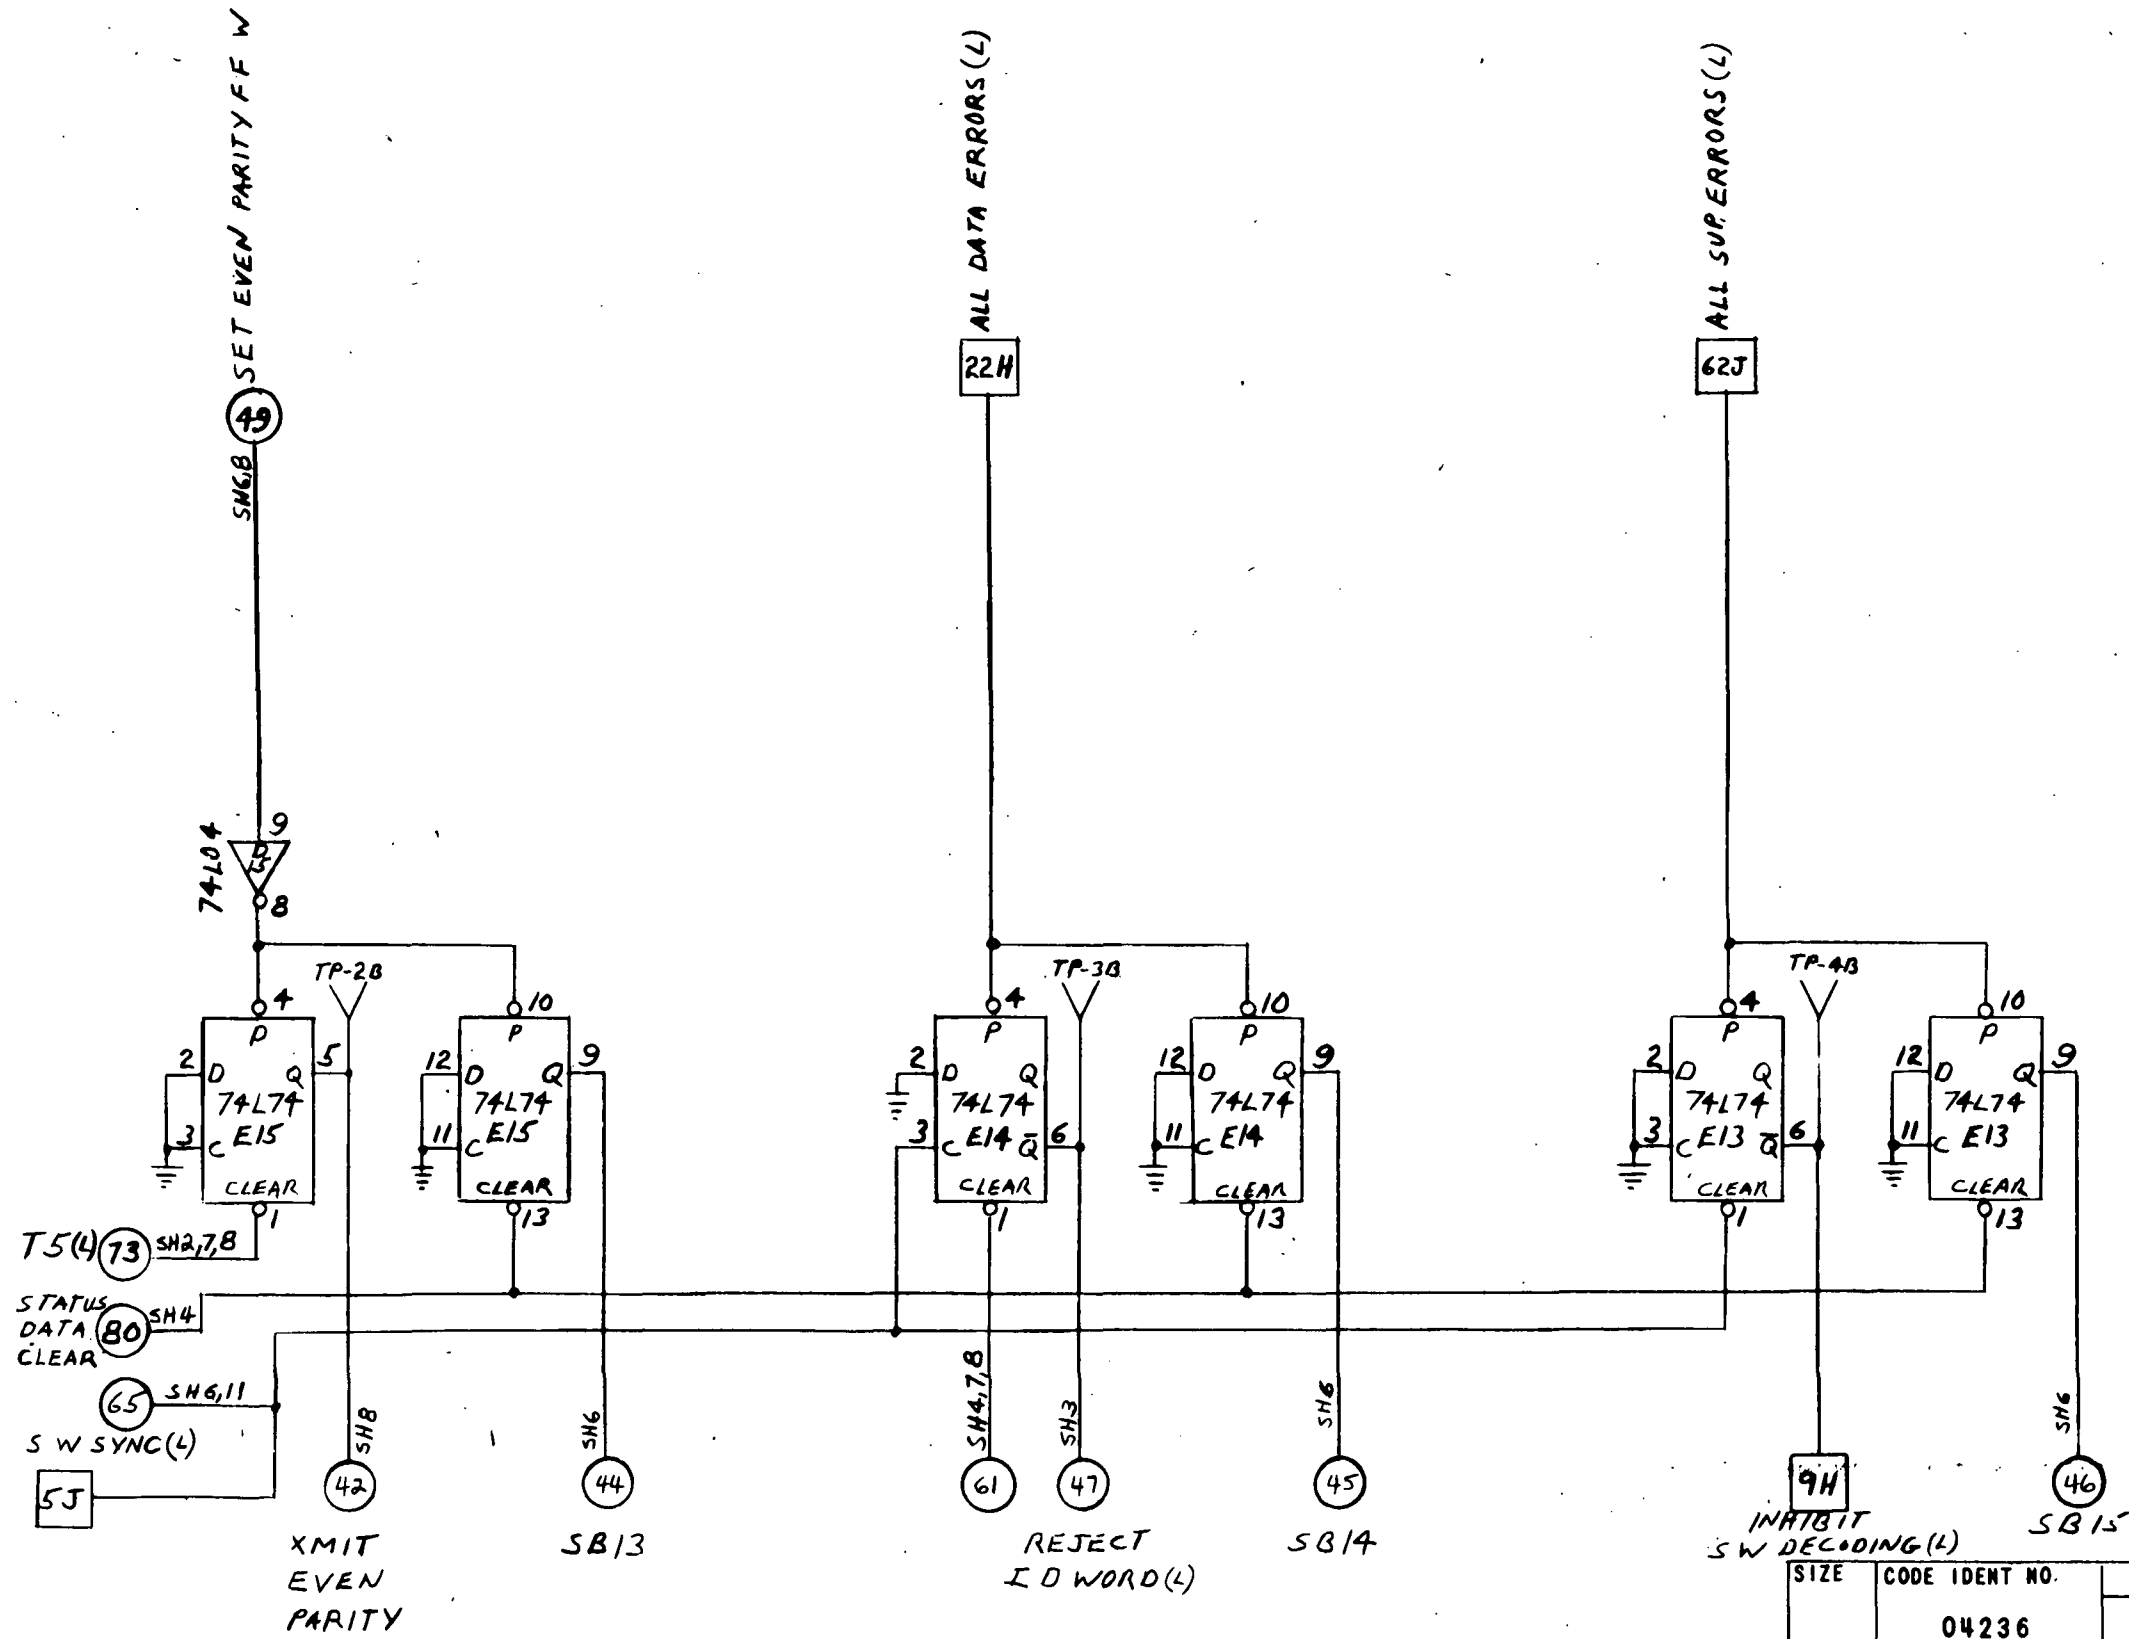 SET EVEN PARITY FF W
ALL DATA ERRORS(L)
ALL SUP. ERRORS(L)
49
22H
62J
SH6,8
74L04
9
D
15
8
TP-2B
TP-3B
TP-4B
4
10
4
10
4
10
P
P
P
P
P
P
2 D Q 5
12 D Q 9
2 D Q
12 D Q 9
2 D Q
12 D Q 9
74L74
74L74
74L74
74L74
74L74
74L74
3 C E15
11 C E15
3 C E14 Q̅ 6
11 C E14
3 C E13 Q̅ 6
11 C E13
CLEAR
CLEAR
CLEAR
CLEAR
CLEAR
CLEAR
1
13
1
13
1
13
T5(L) 73 SH2,7,8
STATUS
DATA 80 SH4
CLEAR
65 SH6,11
S W SYNC(L)
5J
SH8
SH6
SH4,7,8
SH3
SH6
SH6
42
44
61
47
45
9H
46
XMIT
EVEN
PARITY
SB13
REJECT
I D WORD(L)
SB14
INHIBIT
S W DECODING(L)
SB15
SIZE
CODE IDENT NO.
04236